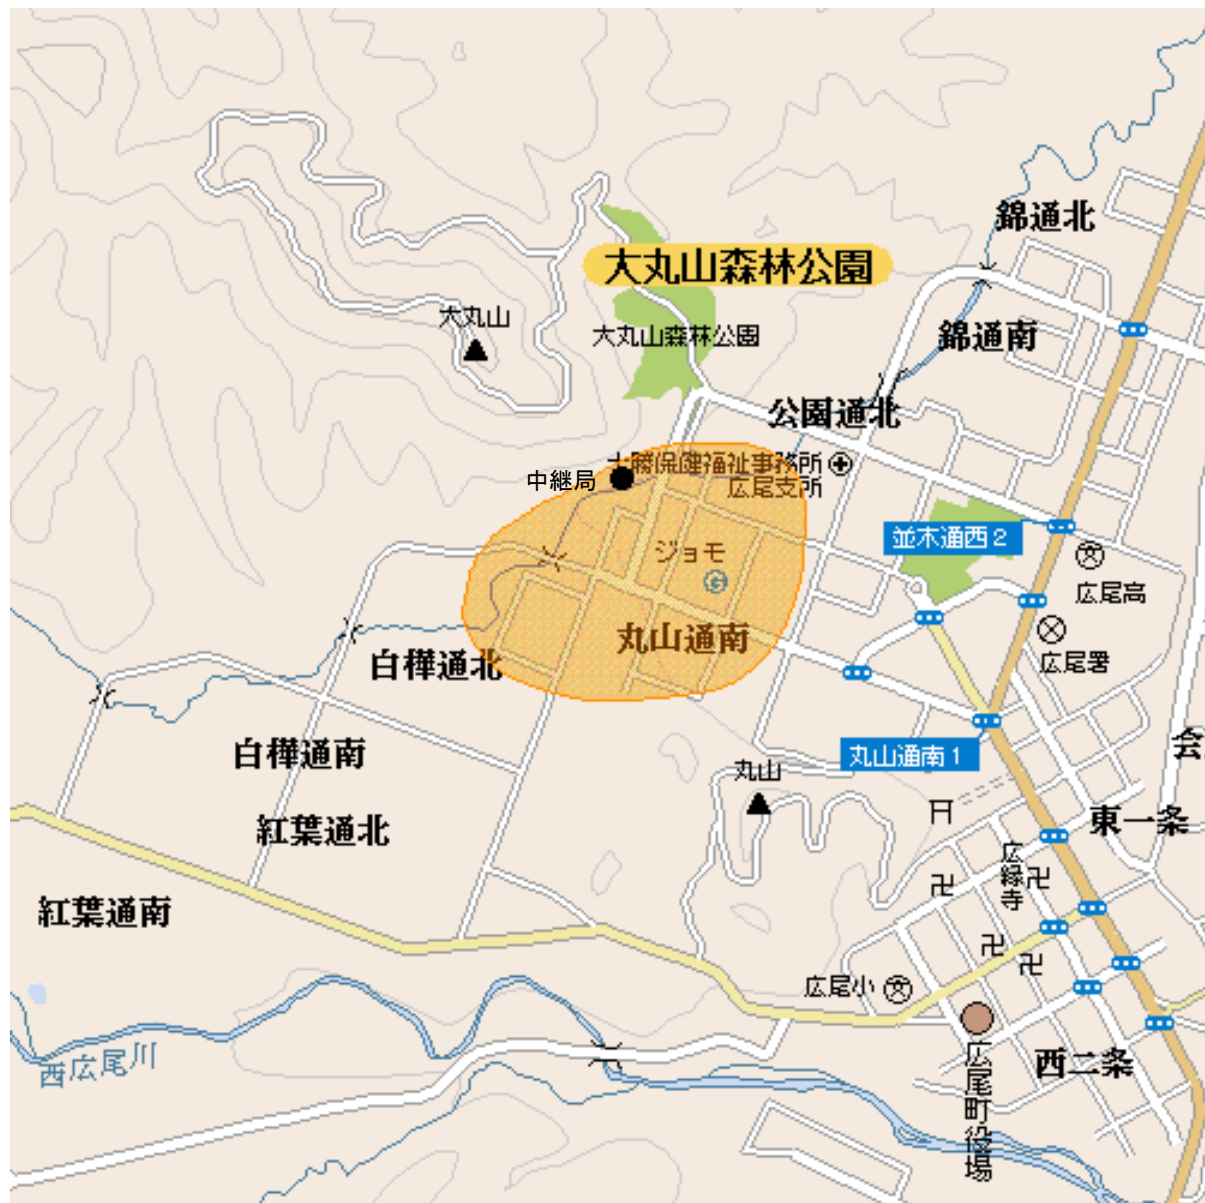 錦通北
大丸山森林公園
大丸山
大丸山森林公園
錦通南
公園通北
十勝保健福祉事務所
広尾支所
中継局
並木通西2
ジョモ
広尾高
丸山通南
広尾署
白樺通北
白樺通南
丸山通南1
会
丸山
紅葉通北
東一条
広緑寺
紅葉通南
広尾小
西広尾川
広尾町役場
西二条